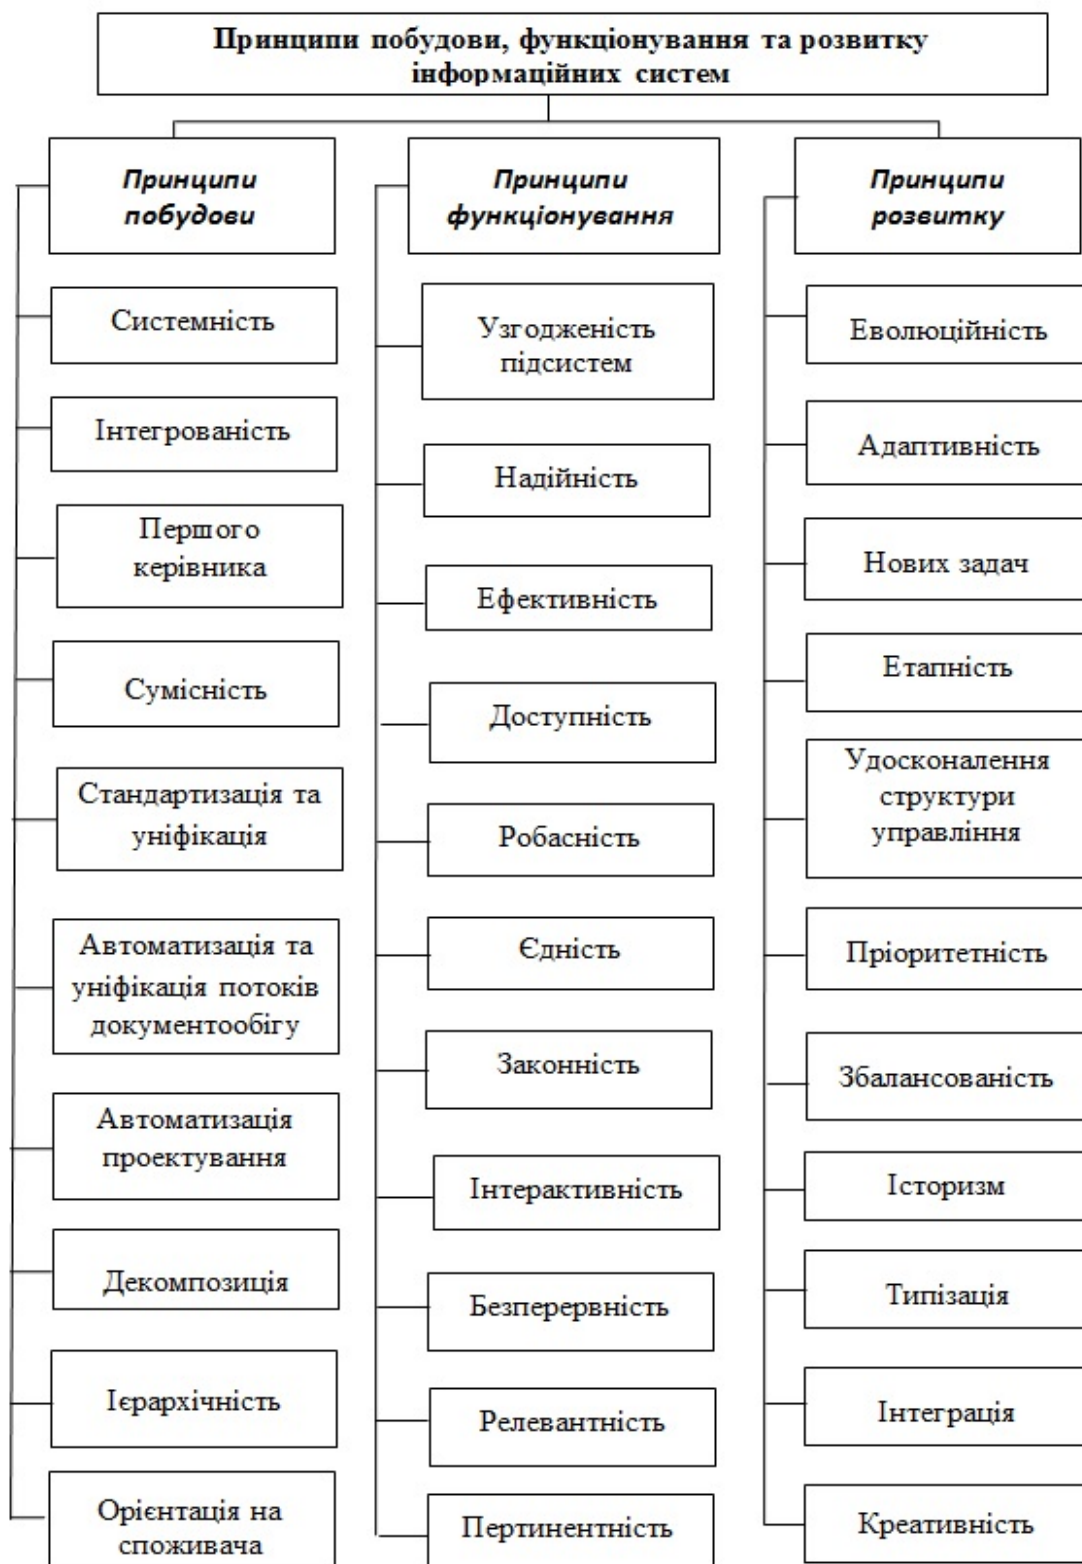 Принципи побудови, функціонування та розвитку
інформаційних систем
Принципи
побудови
Системність
Інтегрованість
Першого
керівника
Сумісність
Стандартизація та
уніфікація
Автоматизація та
уніфікація потоків
документообігу
Автоматизація
проектування
Декомпозиція
Ієрархічність
Орієнтація на
споживача
Принципи
функціонування
Узгодженість
підсистем
Надійність
Ефективність
Доступність
Робасність
Єдність
Законність
Інтерактивність
Безперервність
Релевантність
Пертинентність
Принципи
розвитку
Еволюційність
Адаптивність
Нових задач
Етапність
Удосконалення
структури
управління
Пріоритетність
Збалансованість
Історизм
Типізація
Інтеграція
Креативність